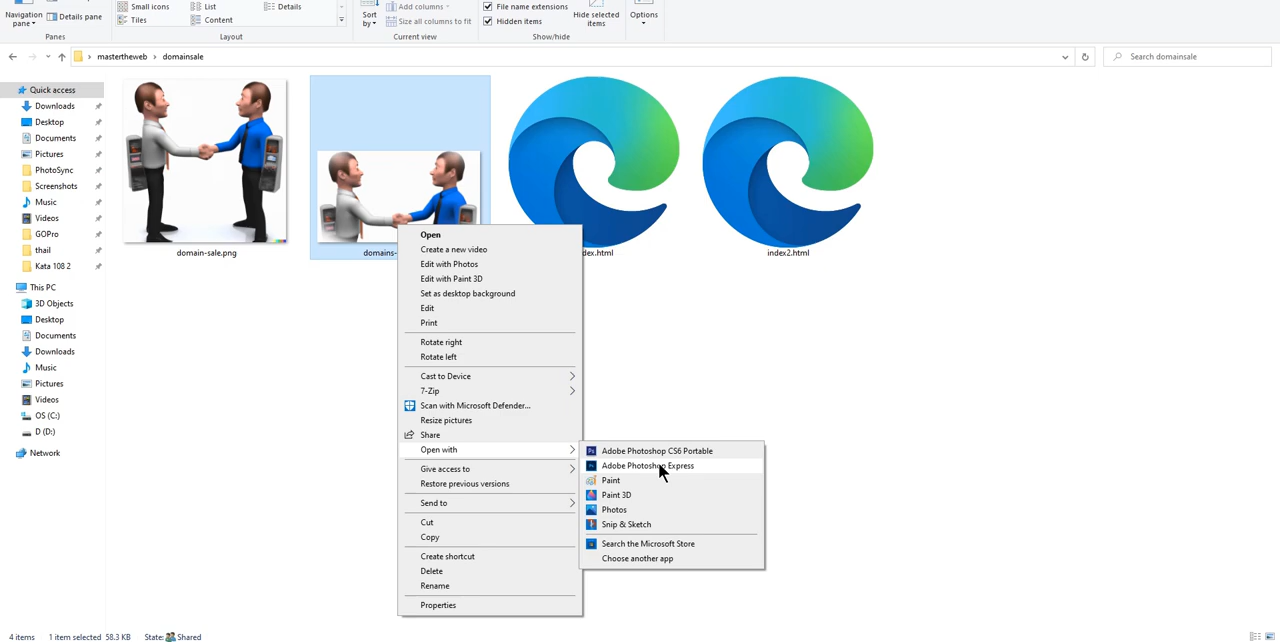 Navigation
pane
Details pane
Panes
Small icons
List
Details
Tiles
Content
Layout
Sort
by
Add columns
Size all columns to fit
Current view
File name extensions
Hidden items
Hide selected
items
Show/hide
Options
mastertheweb > domainsale
Search domainsale
Quick access
Downloads
Desktop
Documents
Pictures
PhotoSync
Screenshots
Music
Videos
GOPro
thail
Kata 108 2
This PC
3D Objects
Desktop
Documents
Downloads
Music
Pictures
Videos
OS (C:)
D (D:)
Network
domain-sale.png
domains-
dex.html
index2.html
Open
Create a new video
Edit with Photos
Edit with Paint 3D
Set as desktop background
Edit
Print
Rotate right
Rotate left
Cast to Device
7-Zip
Scan with Microsoft Defender...
Resize pictures
Share
Open with
Give access to
Restore previous versions
Send to
Cut
Copy
Create shortcut
Delete
Rename
Properties
Adobe Photoshop CS6 Portable
Adobe Photoshop Express
Paint
Paint 3D
Photos
Snip & Sketch
Search the Microsoft Store
Choose another app
4 items
1 item selected 58.3 KB
State: Shared